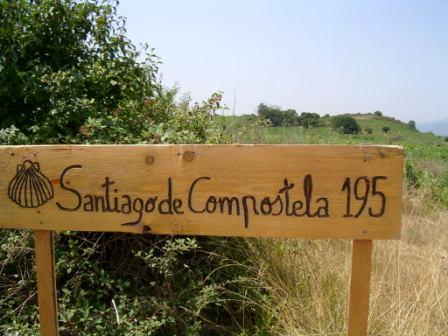 Santiago de Compostela 195